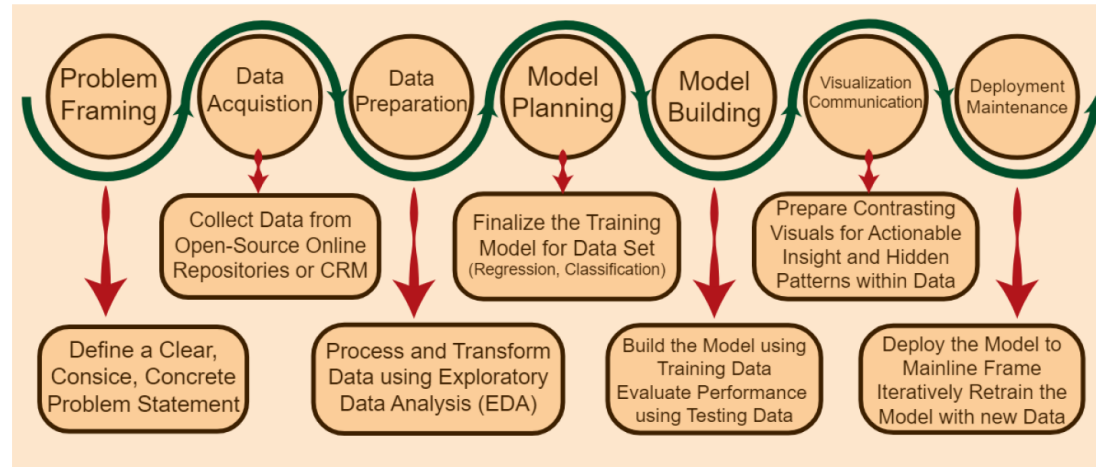 Problem
Framing
Data
Acquistion
Data
Preparation
Model
Planning
Model
Building
Visualization
Communication
Deployment
Maintenance
Collect Data from
Open-Source Online
Repositories or CRM
Finalize the Training
Model for Data Set
(Regression, Classification)
Prepare Contrasting
Visuals for Actionable
Insight and Hidden
Patterns within Data
Define a Clear,
Consice, Concrete
Problem Statement
Process and Transform
Data using Exploratory
Data Analysis (EDA)
Build the Model using
Training Data
Evaluate Performance
using Testing Data
Deploy the Model to
Mainline Frame
Iteratively Retrain the
Model with new Data